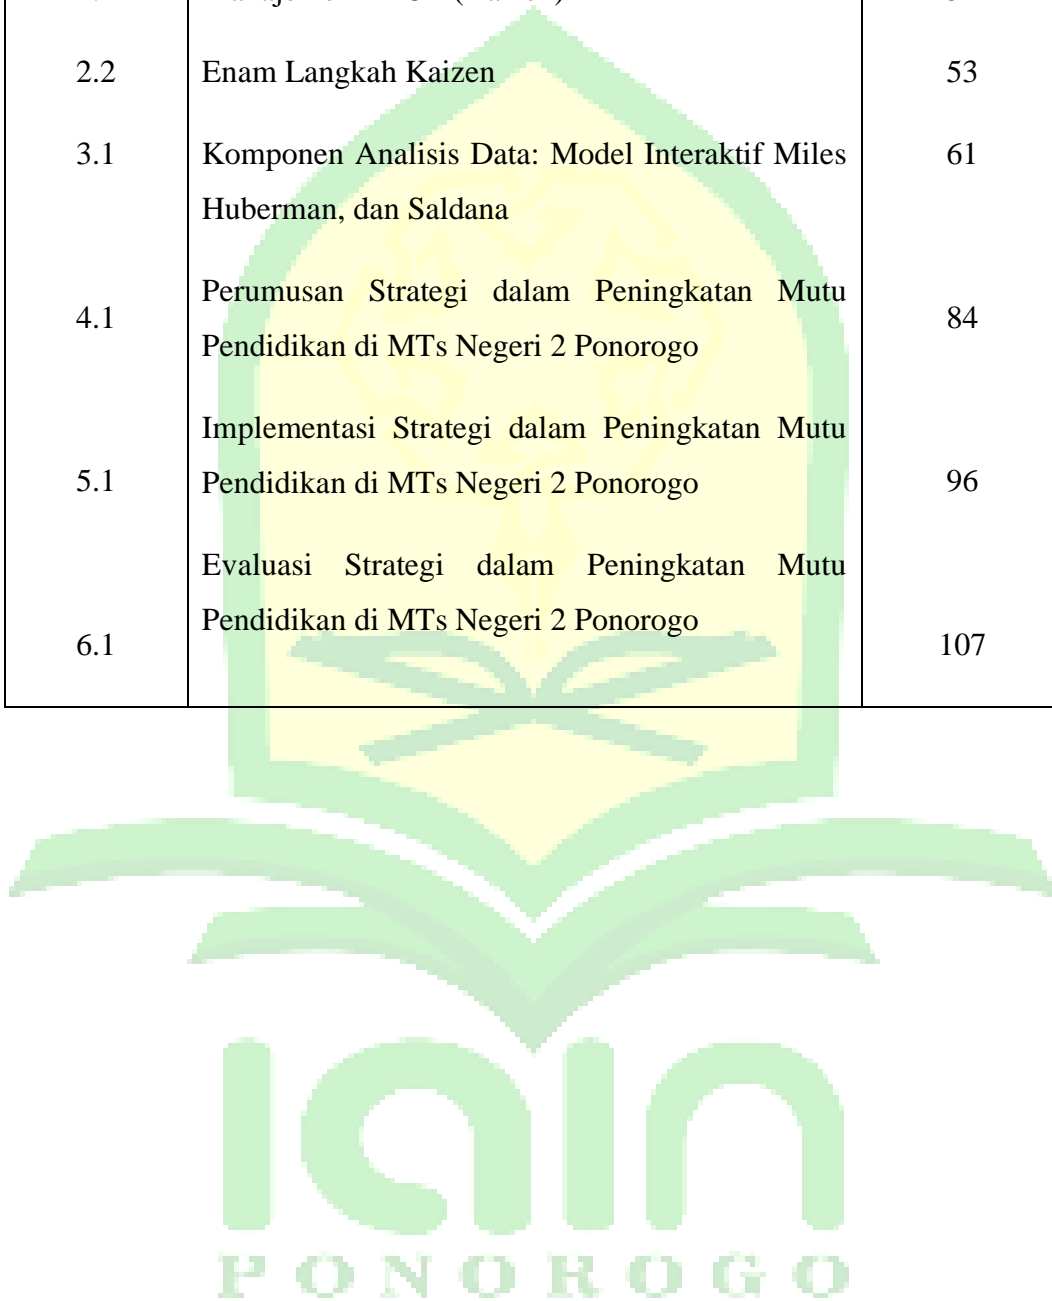 2.2 Enam Langkah Kaizen 53
3.1 Komponen Analisis Data: Model Interaktif Miles 61
Huberman, dan Saldana
Perumusan Strategi dalam Peningkatan Mutu
4.1 84
Pendidikan di MTs Negeri 2 Ponorogo
Implementasi Strategi dalam Peningkatan Mutu
5.1 Pendidikan di MTs Negeri 2 Ponorogo 96
Evaluasi Strategi dalam Peningkatan Mutu
Pendidikan di MTs Negeri 2 Ponorogo
6.1 107
IAIN
PONOROGO